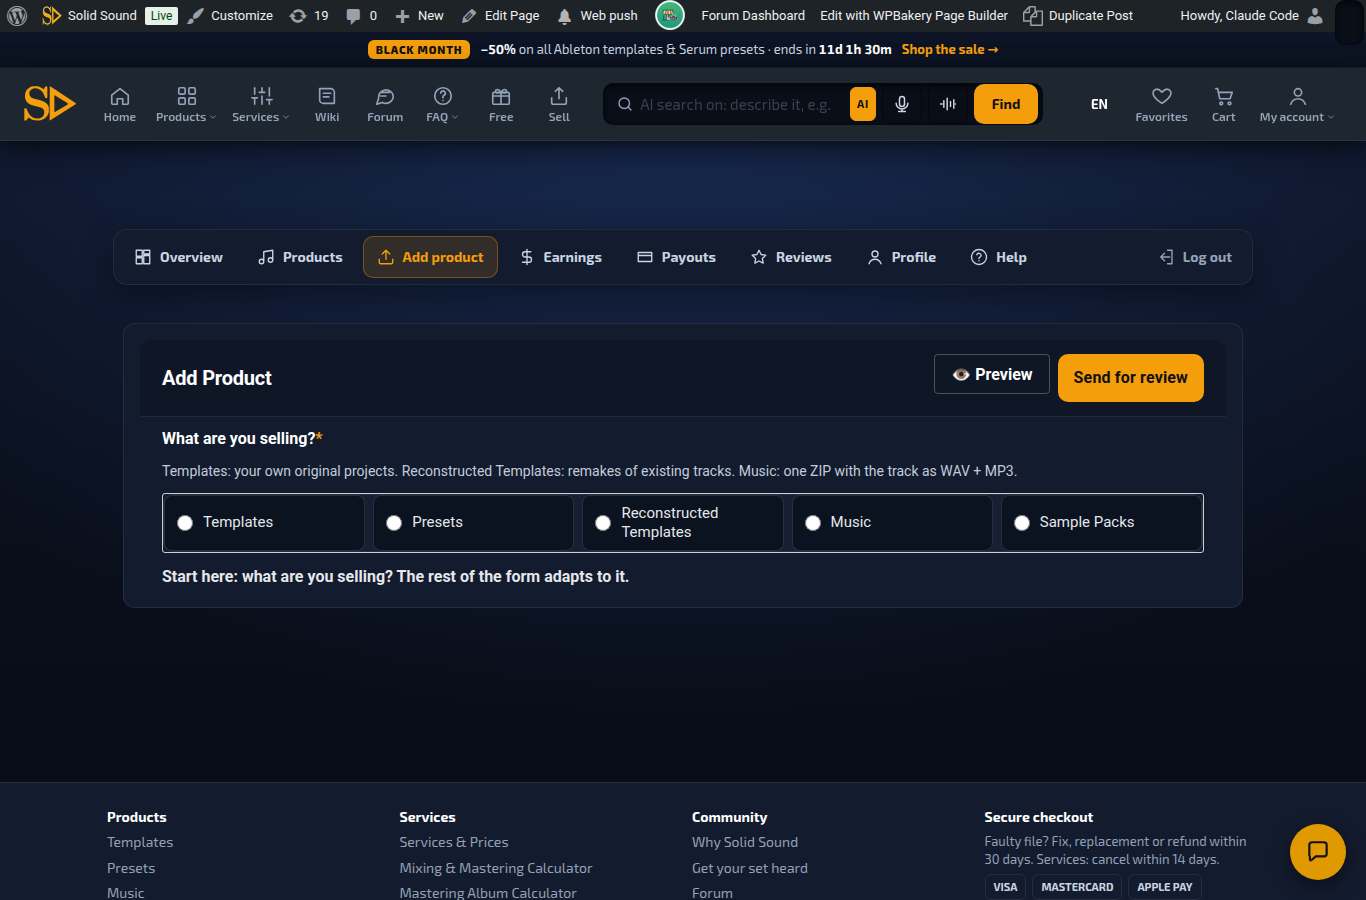 Solid Sound Live Customize 19 0 New Edit Page Web push Forum Dashboard Edit with WPBakery Page Builder Duplicate Post Howdy, Claude Code
BLACK MONTH −50% on all Ableton templates & Serum presets · ends in 11d 1h 30m Shop the sale →
Home Products Services Wiki Forum FAQ Free Sell
AI search on: describe it, e.g. AI Find
EN Favorites Cart My account
Overview Products Add product Earnings Payouts Reviews Profile Help Log out
Add Product
Preview Send for review
What are you selling?*
Templates: your own original projects. Reconstructed Templates: remakes of existing tracks. Music: one ZIP with the track as WAV + MP3.
Templates Presets Reconstructed Templates Music Sample Packs
Start here: what are you selling? The rest of the form adapts to it.
Products
Templates
Presets
Music
Services
Services & Prices
Mixing & Mastering Calculator
Mastering Album Calculator
Community
Why Solid Sound
Get your set heard
Forum
Secure checkout
Faulty file? Fix, replacement or refund within
30 days. Services: cancel within 14 days.
VISA MASTERCARD APPLE PAY